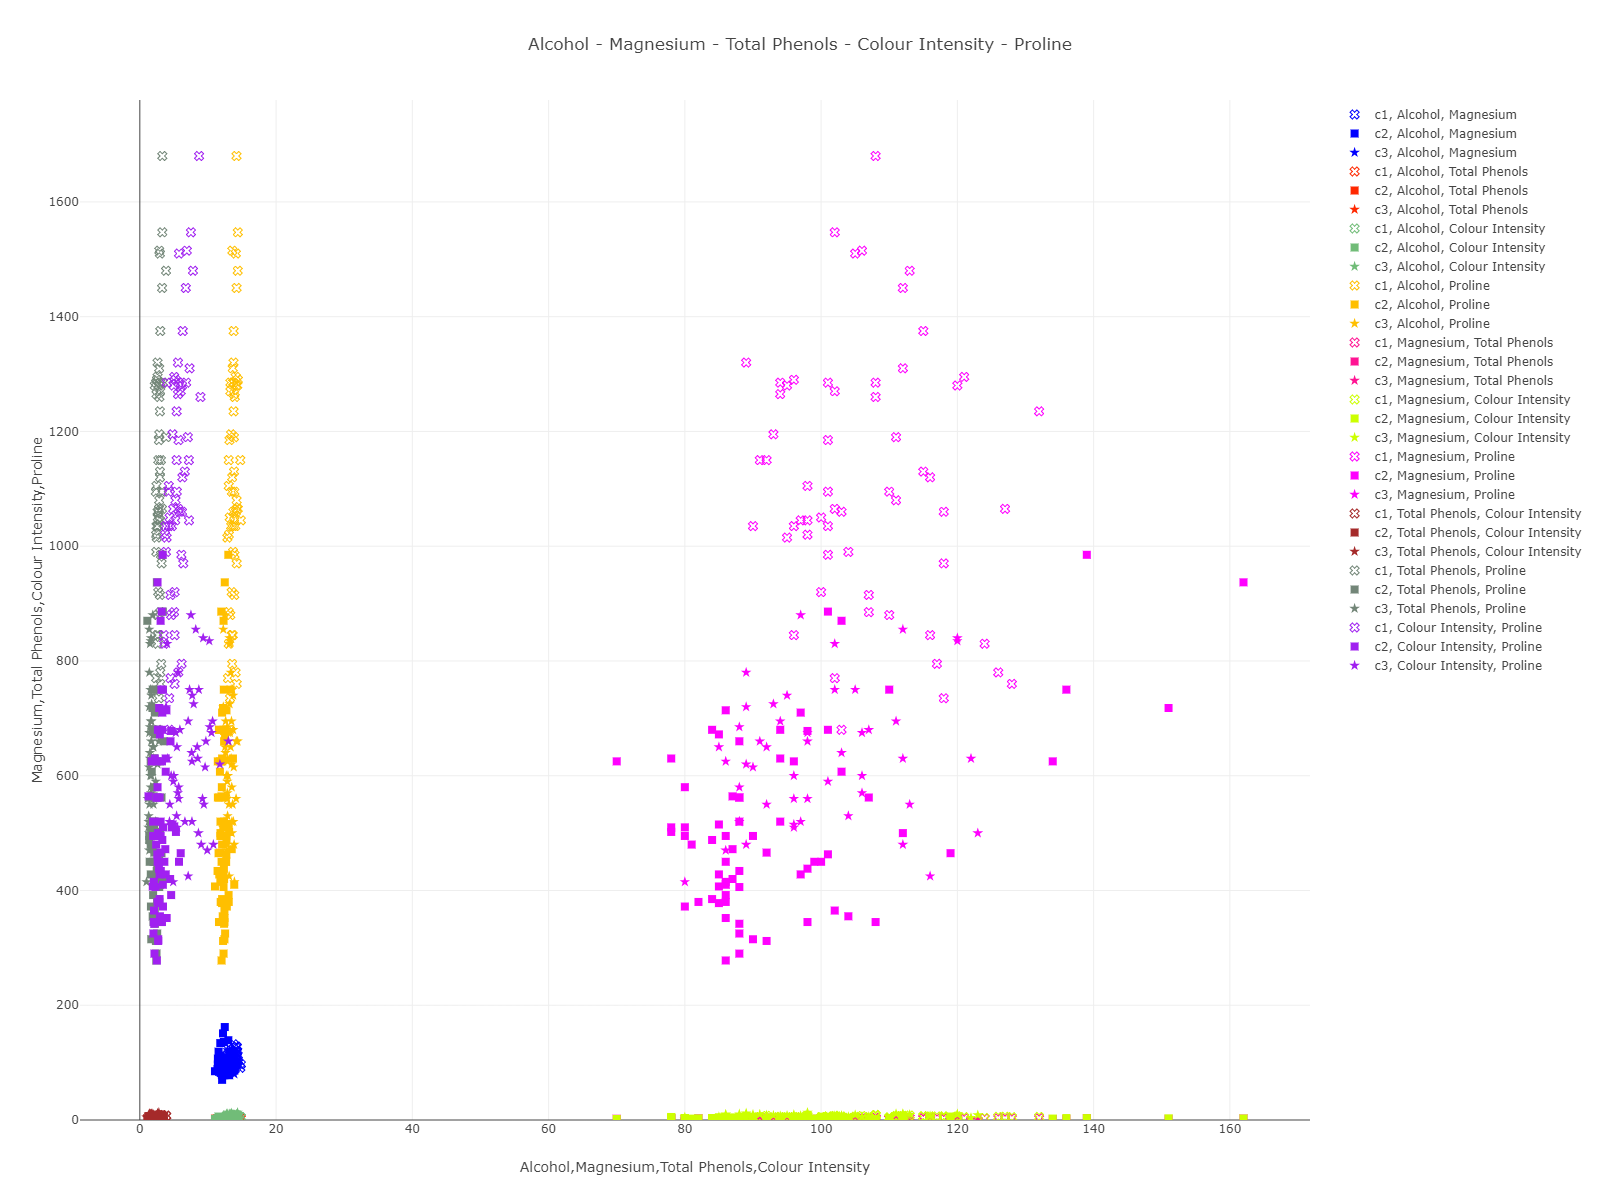 Alcohol - Magnesium - Total Phenols - Colour Intensity - Proline
c1, Alcohol, Magnesium
c2, Alcohol, Magnesium
c3, Alcohol, Magnesium
c1, Alcohol, Total Phenols
c2, Alcohol, Total Phenols
c3, Alcohol, Total Phenols
c1, Alcohol, Colour Intensity
c2, Alcohol, Colour Intensity
c3, Alcohol, Colour Intensity
c1, Alcohol, Proline
c2, Alcohol, Proline
c3, Alcohol, Proline
c1, Magnesium, Total Phenols
c2, Magnesium, Total Phenols
c3, Magnesium, Total Phenols
c1, Magnesium, Colour Intensity
c2, Magnesium, Colour Intensity
c3, Magnesium, Colour Intensity
c1, Magnesium, Proline
c2, Magnesium, Proline
c3, Magnesium, Proline
c1, Total Phenols, Colour Intensity
c2, Total Phenols, Colour Intensity
c3, Total Phenols, Colour Intensity
c1, Total Phenols, Proline
c2, Total Phenols, Proline
c3, Total Phenols, Proline
c1, Colour Intensity, Proline
c2, Colour Intensity, Proline
c3, Colour Intensity, Proline
Magnesium,Total Phenols,Colour Intensity,Proline
1600
1400
1200
1000
800
600
400
200
0
0 20 40 60 80 100 120 140 160
Alcohol,Magnesium,Total Phenols,Colour Intensity